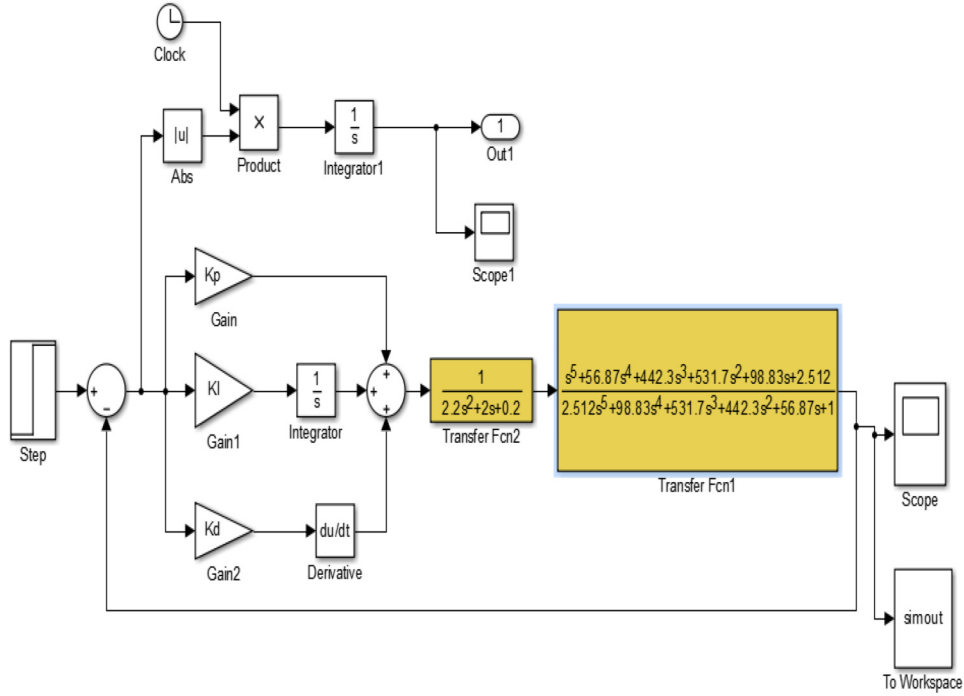 Clock
|u|
Abs
×
Product
1
s
Integrator1
1
Out1
Scope1
Kp
Gain
Step
+
−
KI
Gain1
1
s
Integrator
+
+
+
1
2.2s²+2s+0.2
Transfer Fcn2
s⁵+56.87s⁴+442.3s³+531.7s²+98.83s+2.512
2.512s⁵+98.83s⁴+531.7s³+442.3s²+56.87s+1
Transfer Fcn1
Scope
Kd
Gain2
du/dt
Derivative
simout
To Workspace